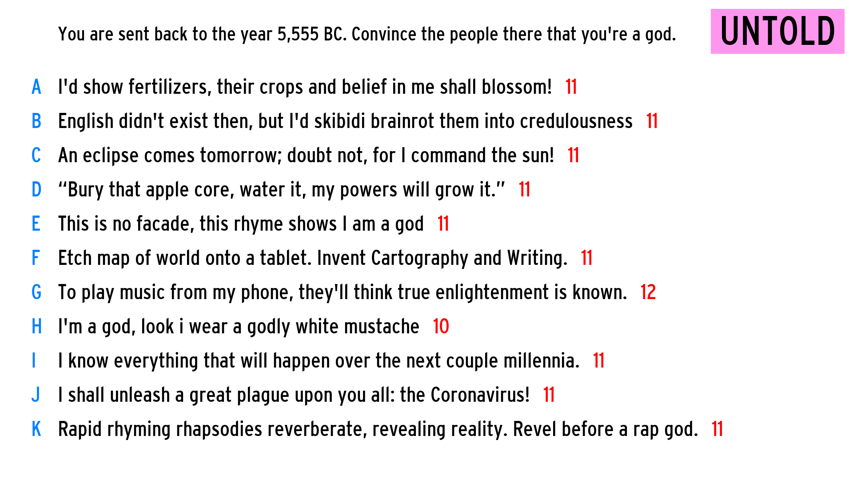 You are sent back to the year 5,555 BC. Convince the people there that you're a god.
UNTOLD
A I'd show fertilizers, their crops and belief in me shall blossom! 11
B English didn't exist then, but I'd skibidi brainrot them into credulousness 11
C An eclipse comes tomorrow; doubt not, for I command the sun! 11
D “Bury that apple core, water it, my powers will grow it.” 11
E This is no facade, this rhyme shows I am a god 11
F Etch map of world onto a tablet. Invent Cartography and Writing. 11
G To play music from my phone, they'll think true enlightenment is known. 12
H I'm a god, look i wear a godly white mustache 10
I I know everything that will happen over the next couple millennia. 11
J I shall unleash a great plague upon you all: the Coronavirus! 11
K Rapid rhyming rhapsodies reverberate, revealing reality. Revel before a rap god. 11